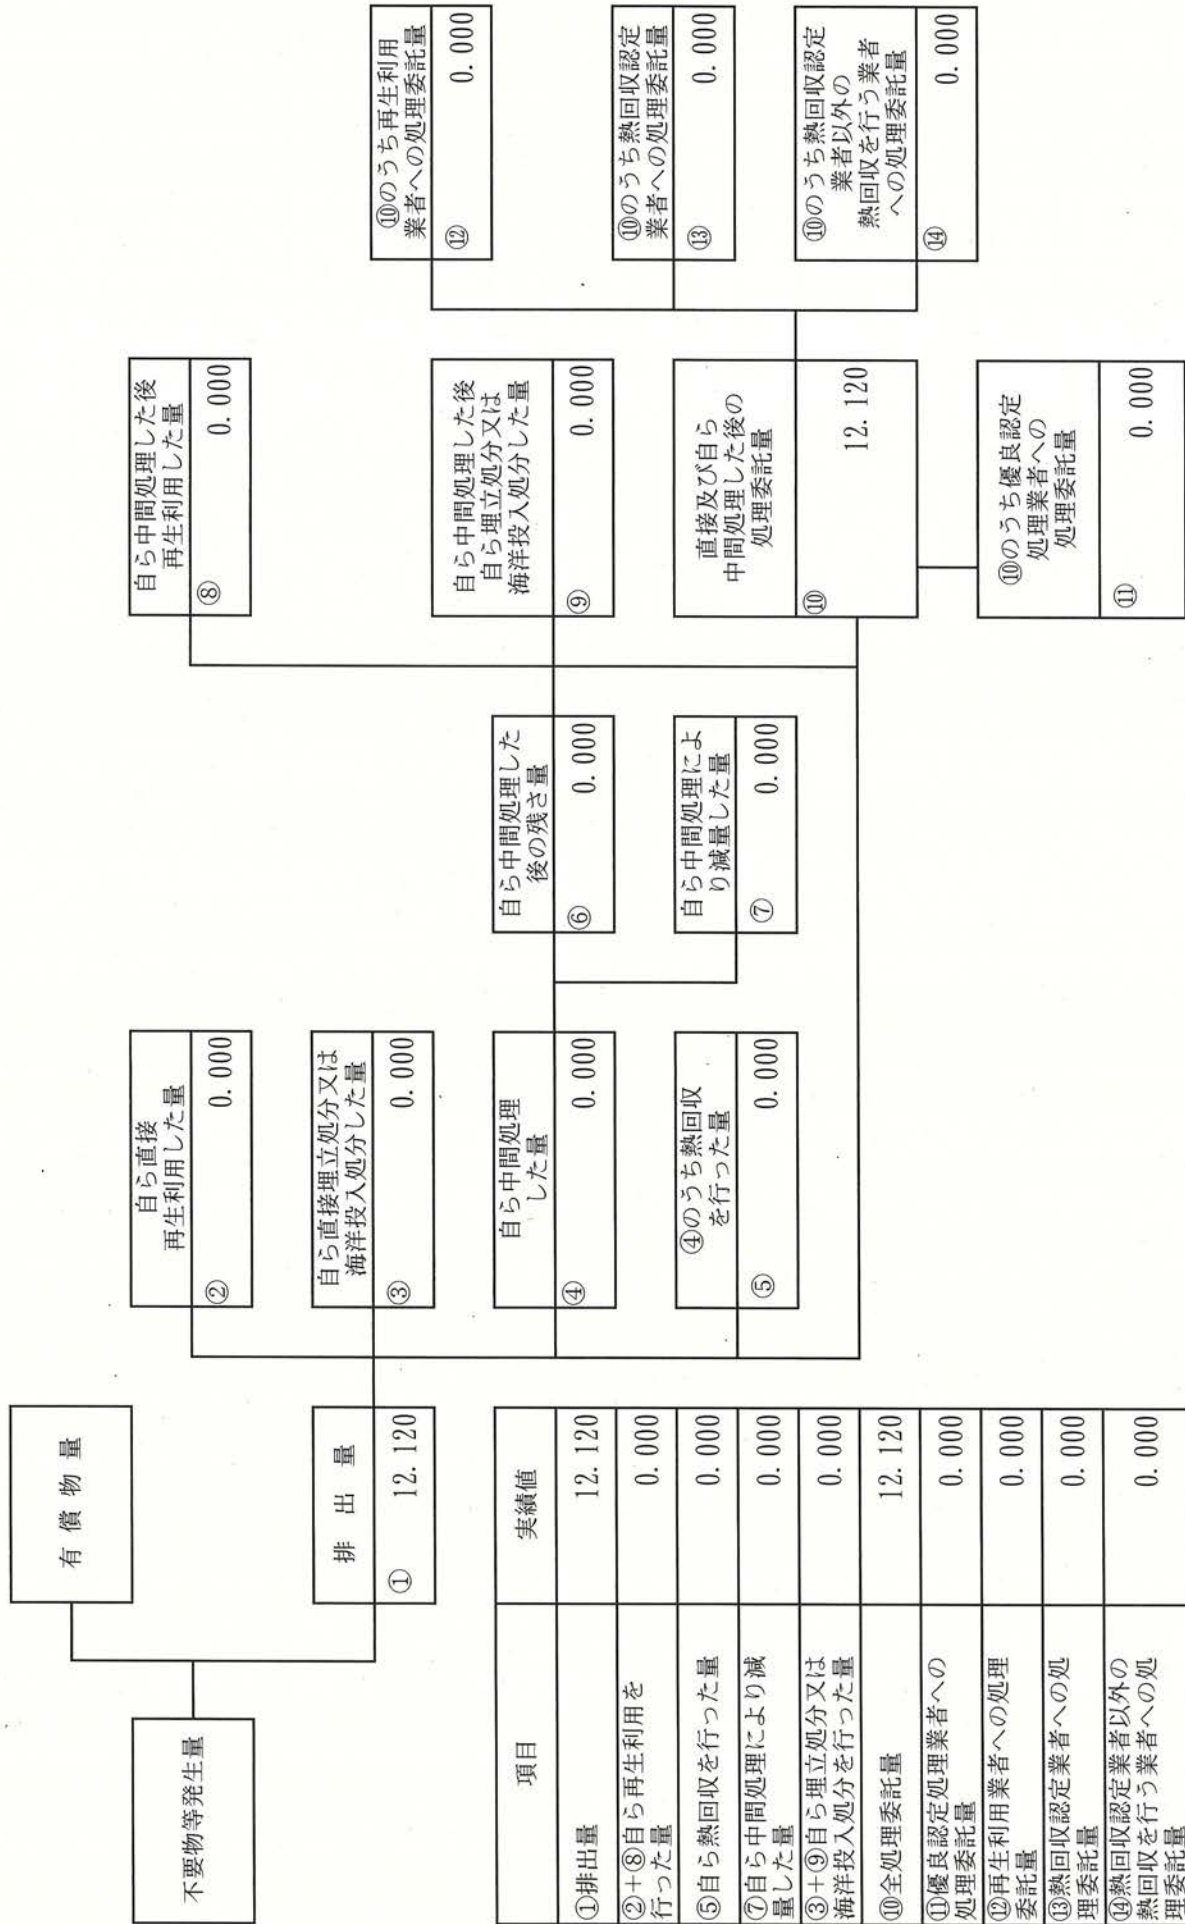 不要物等発生量
有償物量
排出量
① 12.120
自ら直接
再生利用した量
② 0.000
自ら直接埋立処分又は
海洋投入処分した量
③ 0.000
自ら中間処理
した量
④ 0.000
④のうち熱回収
を行った量
⑤ 0.000
自ら中間処理した
後の残さ量
⑥ 0.000
自ら中間処理によ
り減量した量
⑦ 0.000
自ら中間処理した後
再生利用した量
⑧ 0.000
自ら中間処理した後
自ら埋立処分又は
海洋投入処分した量
⑨ 0.000
直接及び自ら
中間処理した後の
処理委託量
⑩ 12.120
⑩のうち優良認定
処理業者への
処理委託量
⑪ 0.000
⑩のうち再生利用
業者への処理委託量
⑫ 0.000
⑩のうち熱回収認定
業者への処理委託量
⑬ 0.000
⑩のうち熱回収認定
業者以外の
熱回収を行う業者
への処理委託量
⑭ 0.000
項目 実績値
①排出量 12.120
②+⑧自ら再生利用を
行った量 0.000
⑤自ら熱回収を行った量 0.000
⑦自ら中間処理により減
量した量 0.000
③+⑨自ら埋立処分又は
海洋投入処分を行った量 0.000
⑩全処理委託量 12.120
⑪優良認定処理業者への
処理委託量 0.000
⑫再生利用業者への処理
委託量 0.000
⑬熱回収認定業者への処
理委託量 0.000
⑭熱回収認定業者以外の
熱回収を行う業者への処
理委託量 0.000